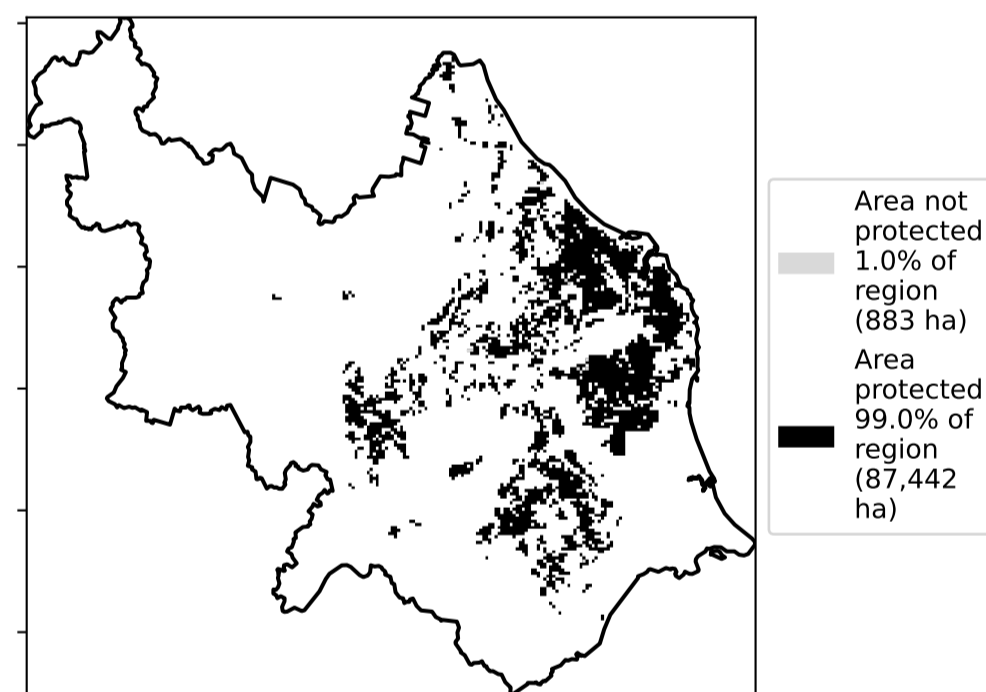 Area not
protected
1.0% of
region
(883 ha)
Area
protected
99.0% of
region
(87,442
ha)